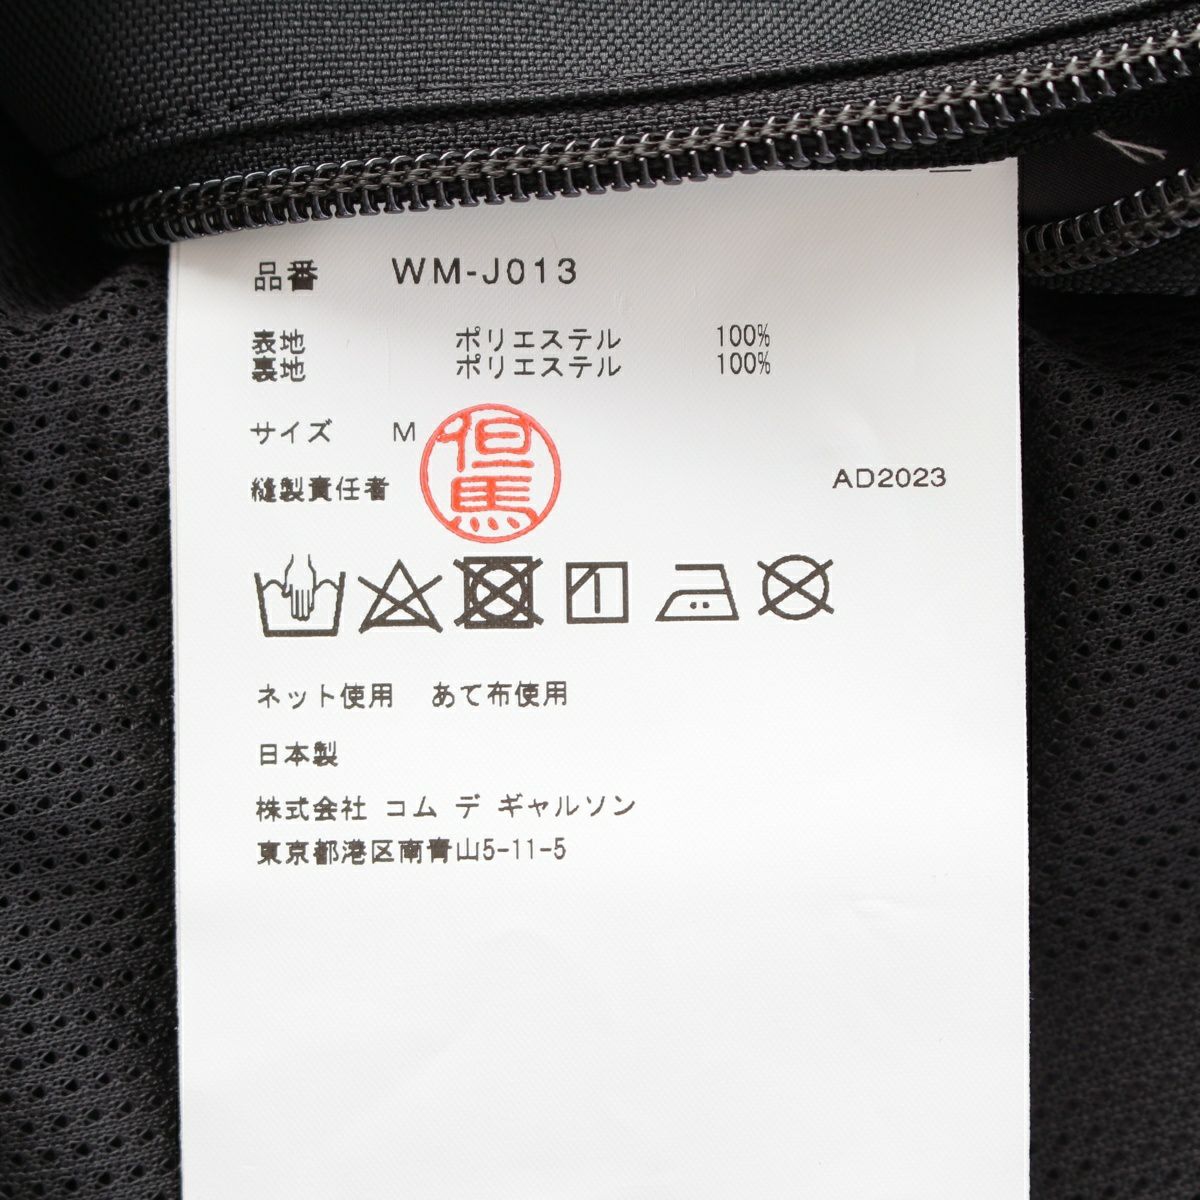 品番 WM-J013
表地 ポリエステル 100%
裏地 ポリエステル 100%
サイズ M
縫製責任者 但馬 AD2023
ネット使用 あて布使用
日本製
株式会社 コム デ ギャルソン
東京都港区南青山5-11-5